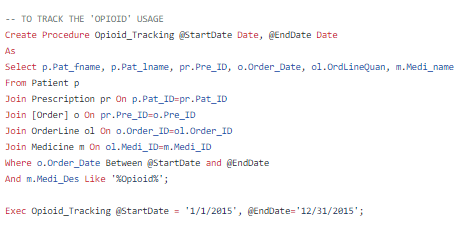 -- TO TRACK THE 'OPIOID' USAGE
Create Procedure Opioid_Tracking @StartDate Date, @EndDate Date
As
Select p.Pat_fname, p.Pat_lname, pr.Pre_ID, o.Order_Date, ol.OrdLineQuan, m.Medi_name
From Patient p
Join Prescription pr On p.Pat_ID=pr.Pat_ID
Join [Order] o On pr.Pre_ID=o.Pre_ID
Join OrderLine ol On o.Order_ID=ol.Order_ID
Join Medicine m On ol.Medi_ID=m.Medi_ID
Where o.Order_Date Between @StartDate and @EndDate
And m.Medi_Des Like '%Opioid%';
Exec Opioid_Tracking @StartDate = '1/1/2015', @EndDate='12/31/2015';